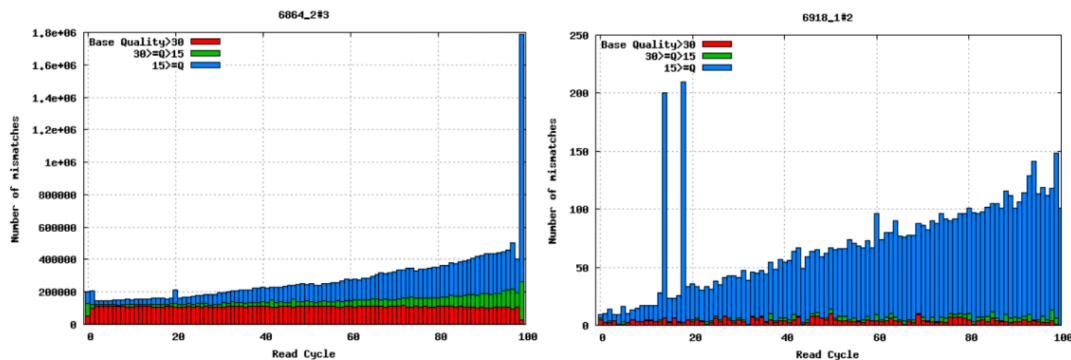 6864_2#3
1.8e+06
1.6e+06
1.4e+06
1.2e+06
1e+06
800000
600000
400000
200000
0
Number of mismatches
Base Quality>30
30>=Q>15
15>=Q
0 20 40 60 80 100
Read Cycle
6918_1#2
250
200
150
100
50
0
Number of mismatches
Base Quality>30
30>=Q>15
15>=Q
0 20 40 60 80 100
Read Cycle